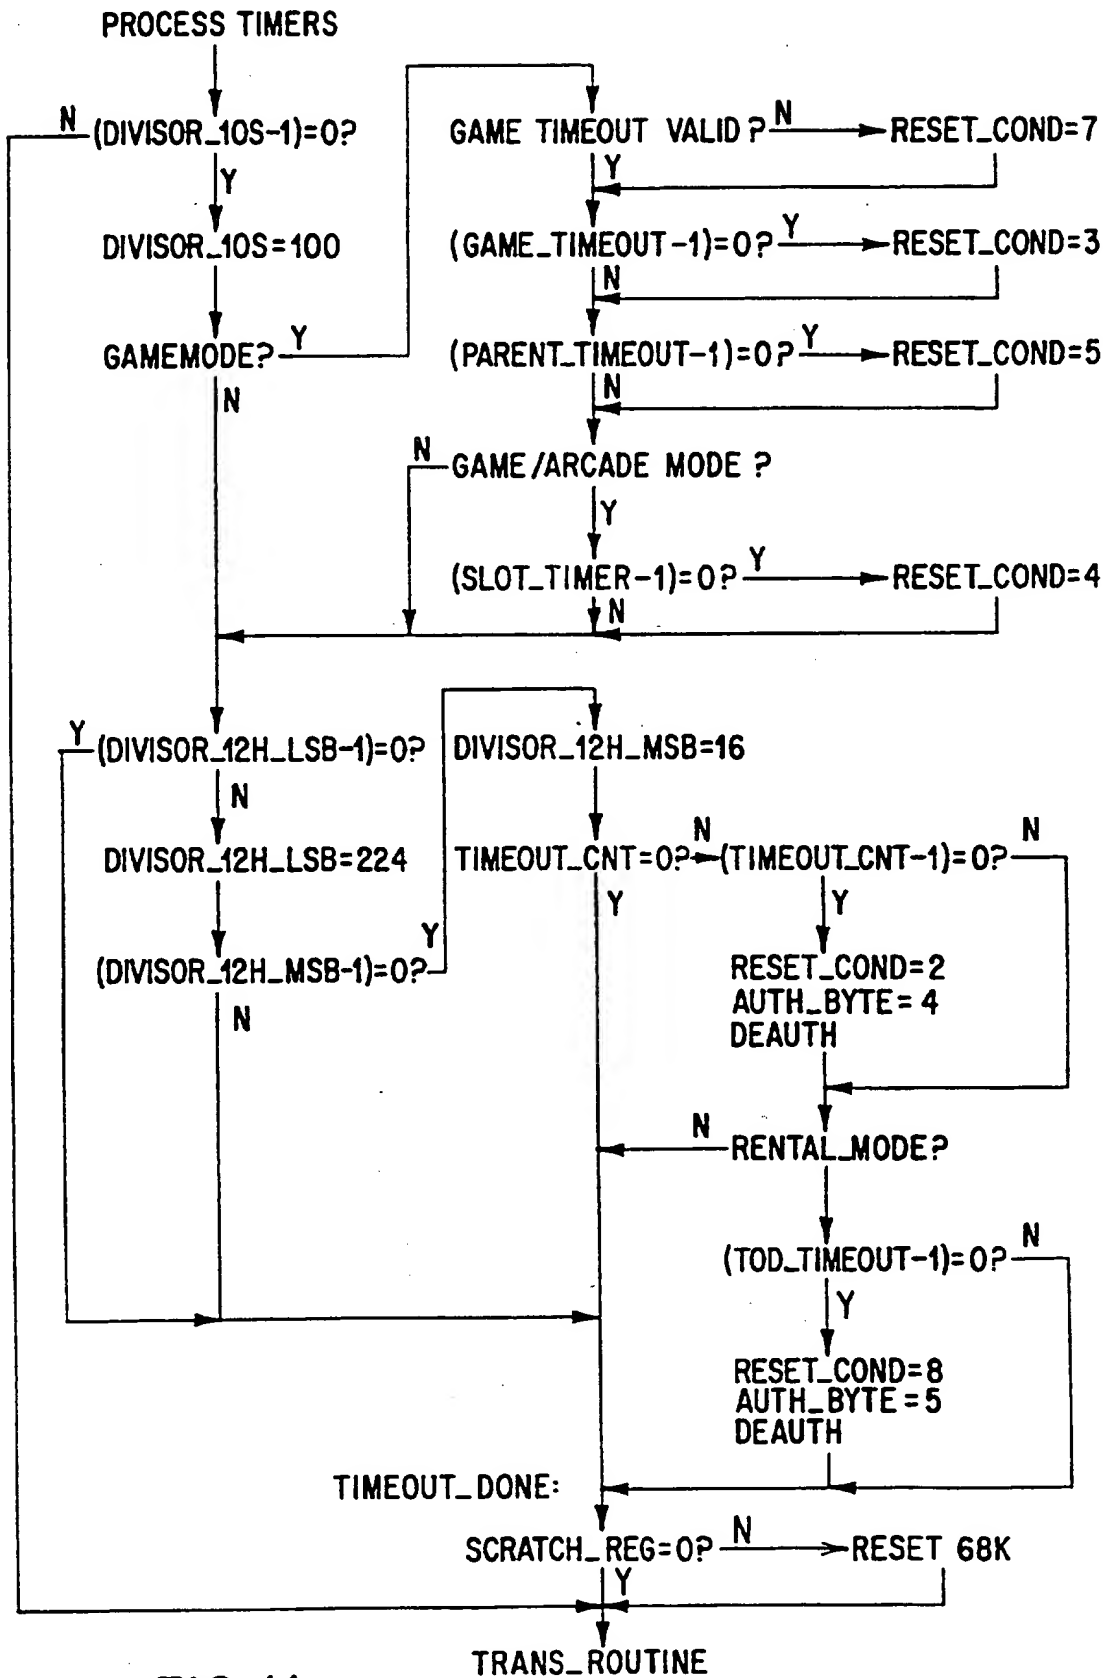 PROCESS TIMERS
N (DIVISOR_10S-1)=0?
Y
DIVISOR_10S=100
GAMEMODE? Y
N
GAME TIMEOUT VALID? N RESET_COND=7
Y
(GAME_TIMEOUT-1)=0? Y RESET_COND=3
N
(PARENT_TIMEOUT-1)=0? Y RESET_COND=5
N
N GAME/ARCADE MODE ?
Y
(SLOT_TIMER-1)=0? Y RESET_COND=4
N
Y (DIVISOR_12H_LSB-1)=0?
N
DIVISOR_12H_LSB=224
(DIVISOR_12H_MSB-1)=0? Y
N
DIVISOR_12H_MSB=16
TIMEOUT_CNT=0? N (TIMEOUT_CNT-1)=0? N
Y
Y
RESET_COND=2
AUTH_BYTE=4
DEAUTH
N RENTAL_MODE?
(TOD_TIMEOUT-1)=0? N
Y
RESET_COND=8
AUTH_BYTE=5
DEAUTH
TIMEOUT_DONE:
SCRATCH_REG=0? N RESET 68K
Y
TRANS_ROUTINE